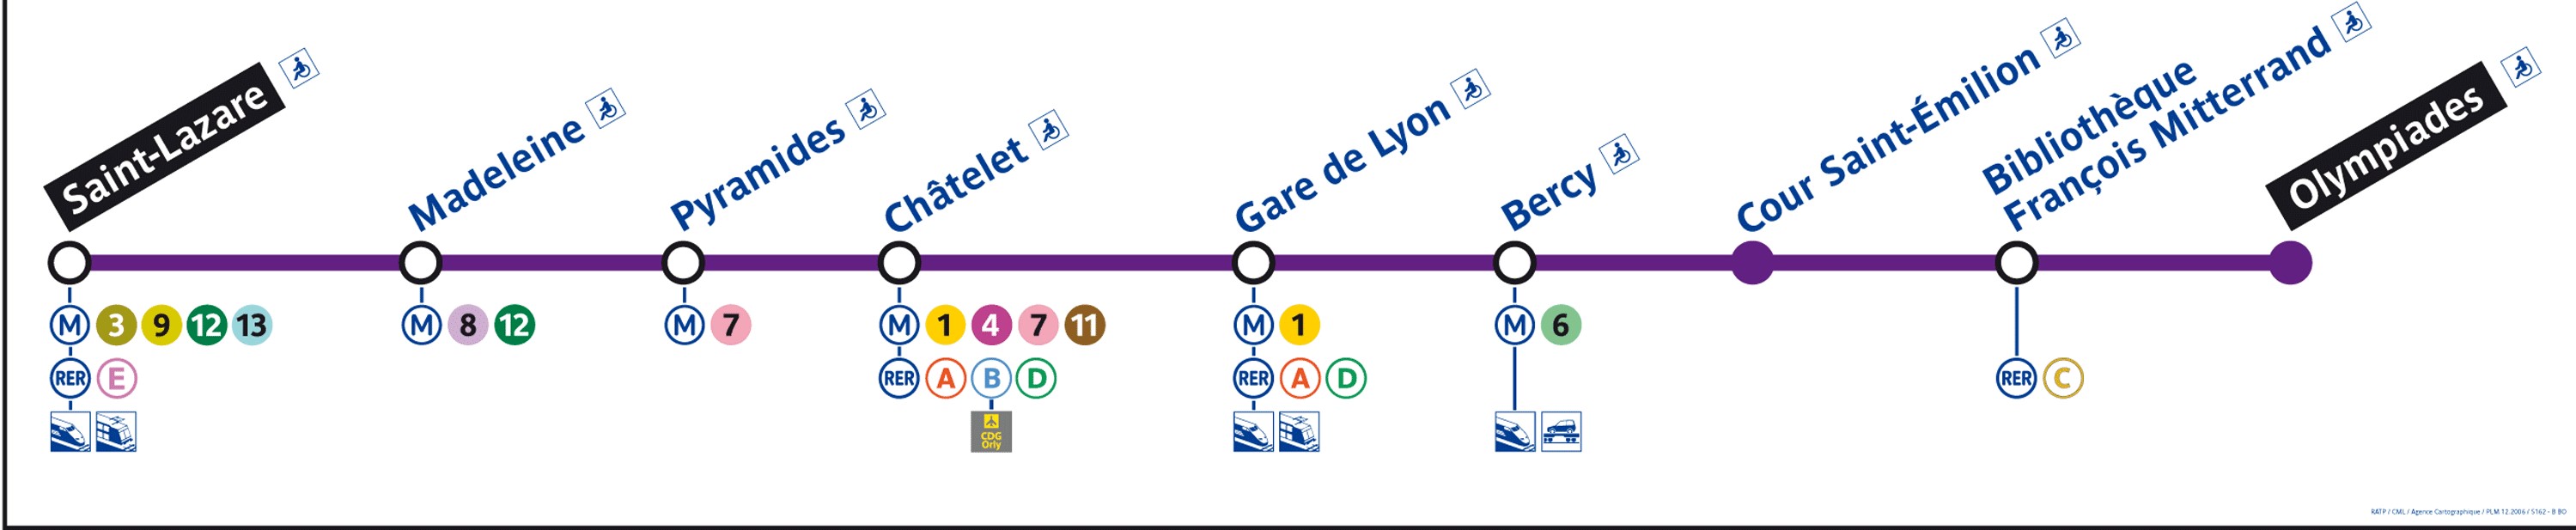 Saint-Lazare
Madeleine
Pyramides
Châtelet
Gare de Lyon
Bercy
Cour Saint-Émilion
Bibliothèque
François Mitterrand
Olympiades
M 3 9 12 13
RER E
M 8 12
M 7
M 1 4 7 11
RER A B D
CDG
Orly
M 1
RER A D
M 6
RER C
RATP / CML / Agence Cartographique / PLM 12.2006 / S162 - B BO